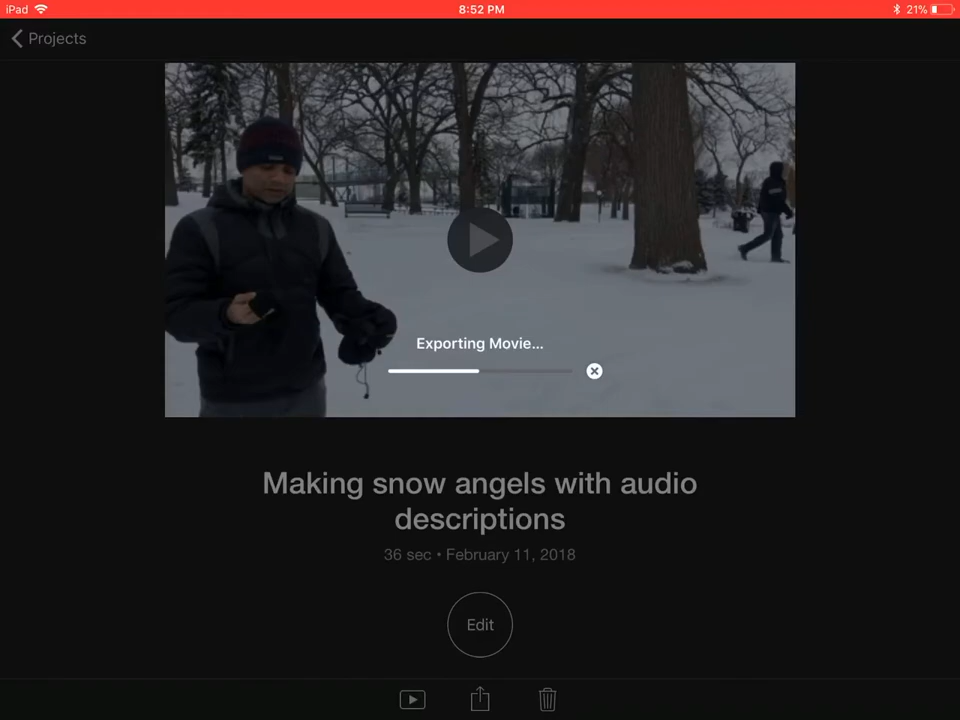 iPad 8:52 PM 21%
Projects
Exporting Movie...
Making snow angels with audio
descriptions
36 sec • February 11, 2018
Edit